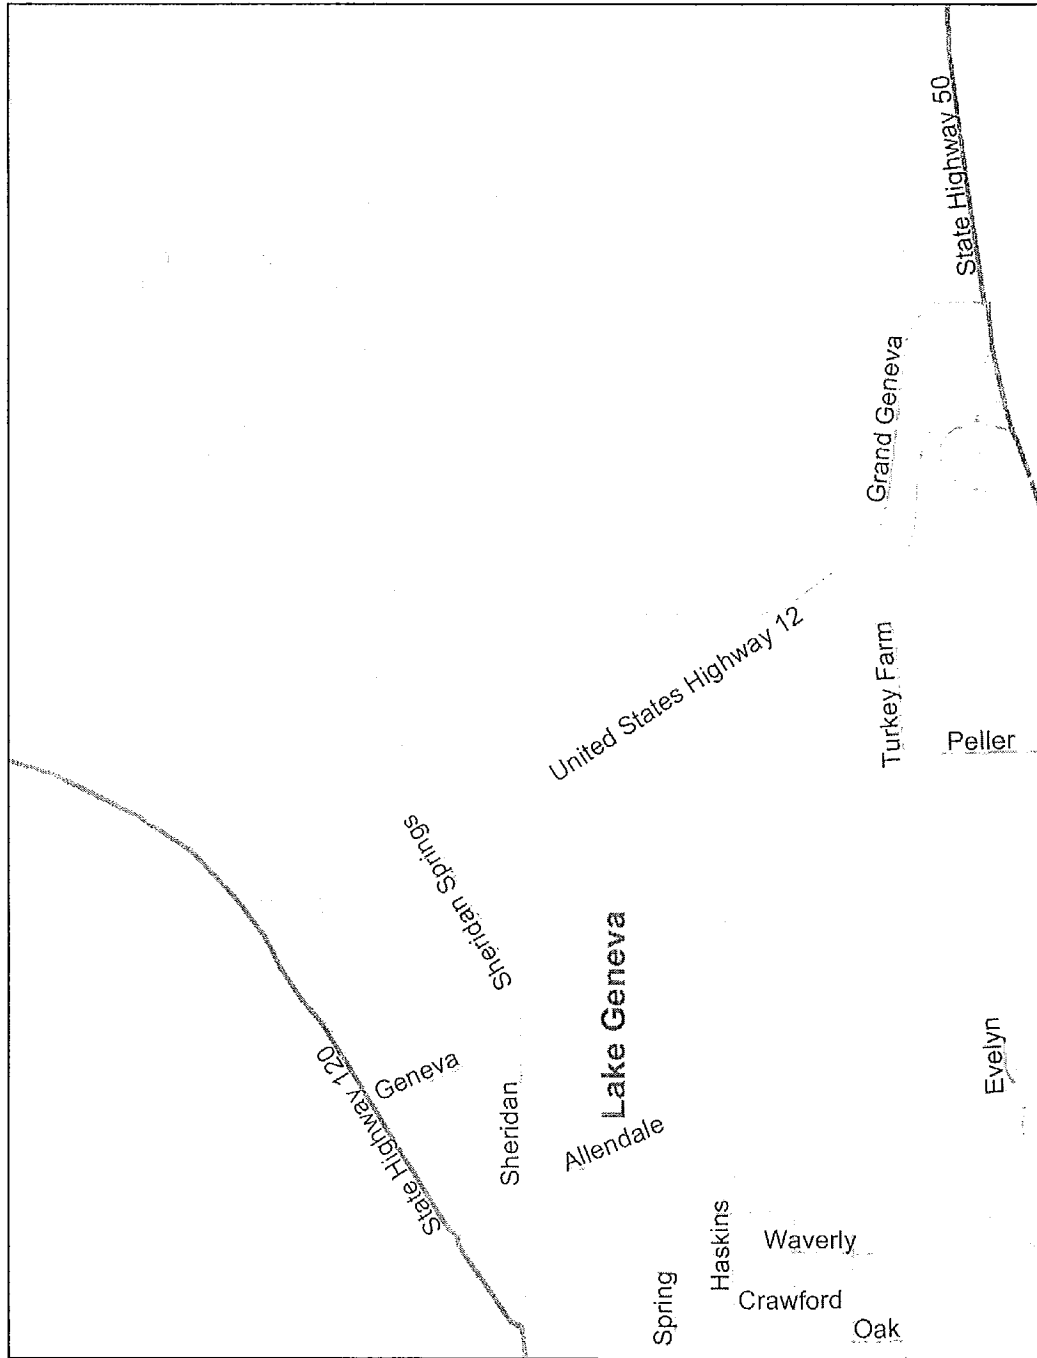 State Highway 50
Grand Geneva
United States Highway 12
Turkey Farm
Peller
Sheridan Springs
Lake Geneva
Evelyn
State Highway 120
Geneva
Sheridan
Allendale
Haskins
Waverly
Spring
Crawford
Oak